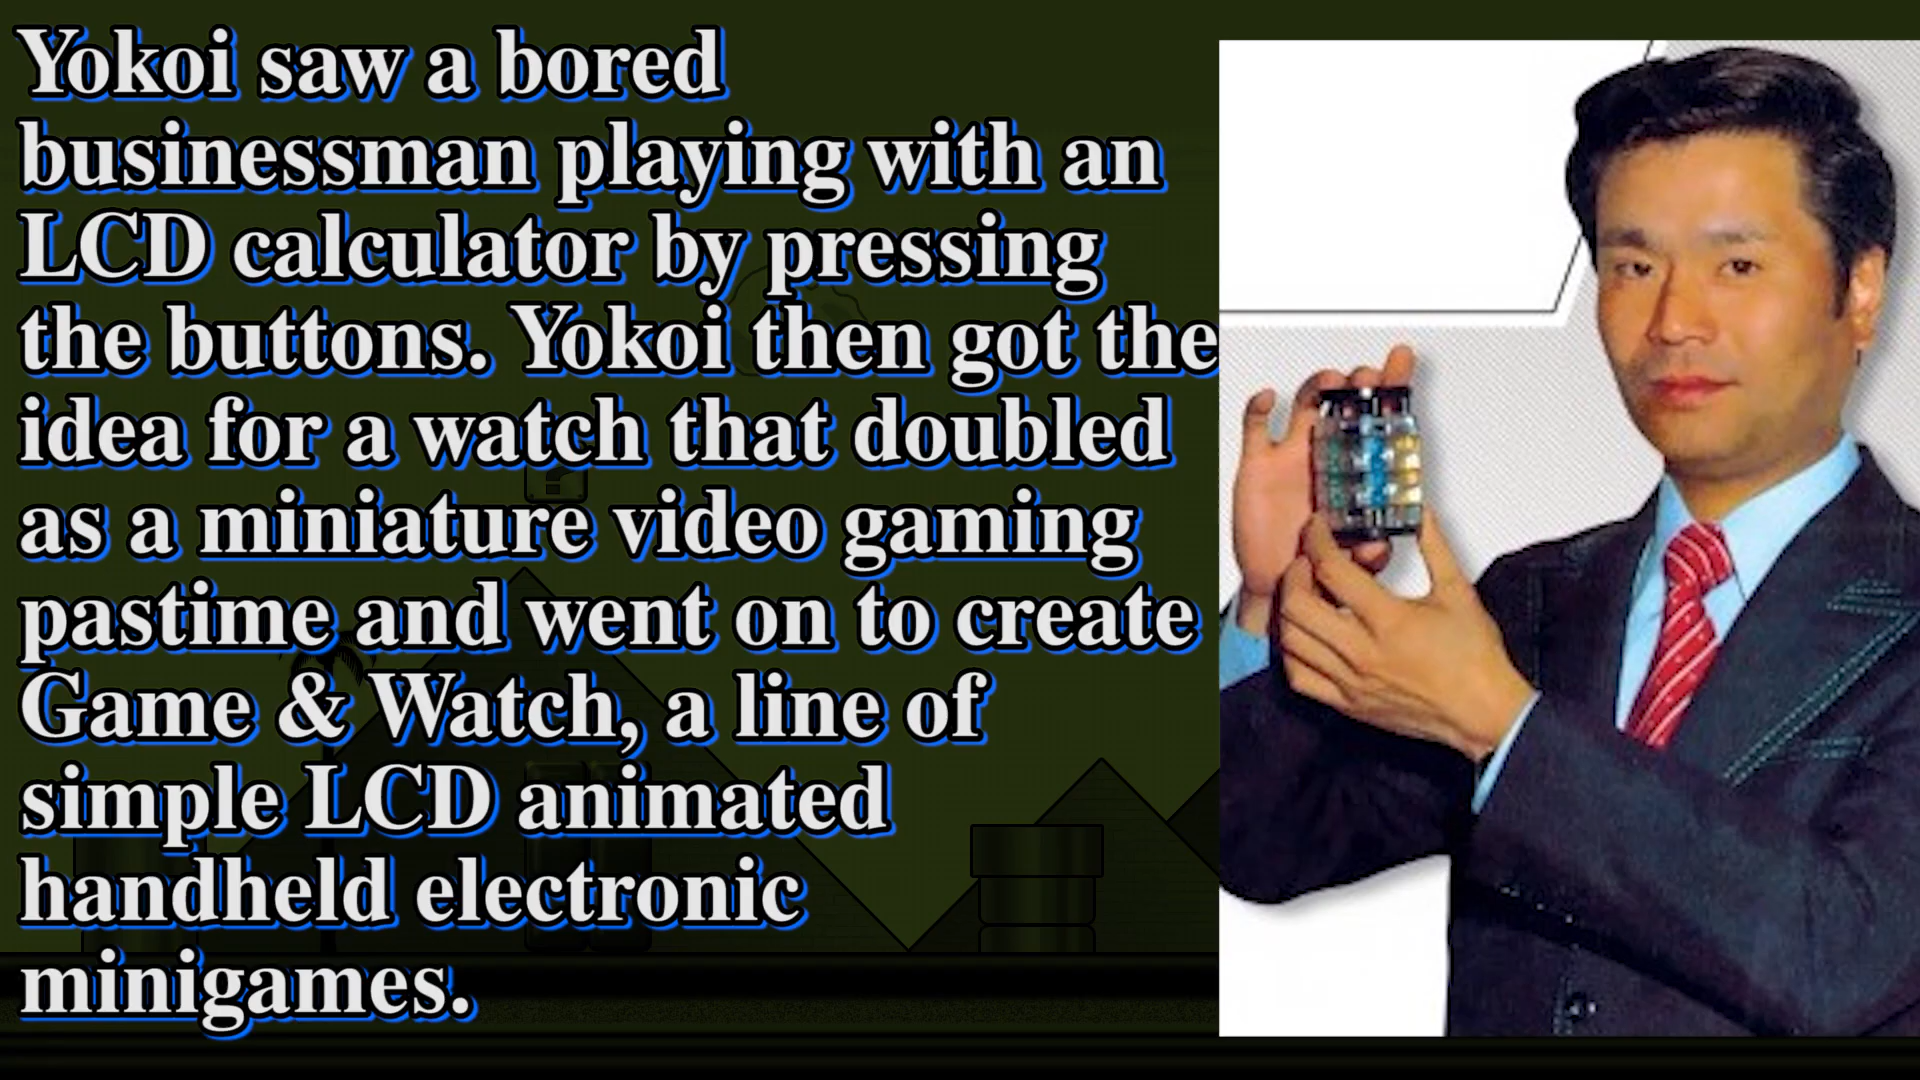 Yokoi saw a bored
businessman playing with an
LCD calculator by pressing
the buttons. Yokoi then got the
idea for a watch that doubled
as a miniature video gaming
pastime and went on to create
Game & Watch, a line of
simple LCD animated
handheld electronic
minigames.